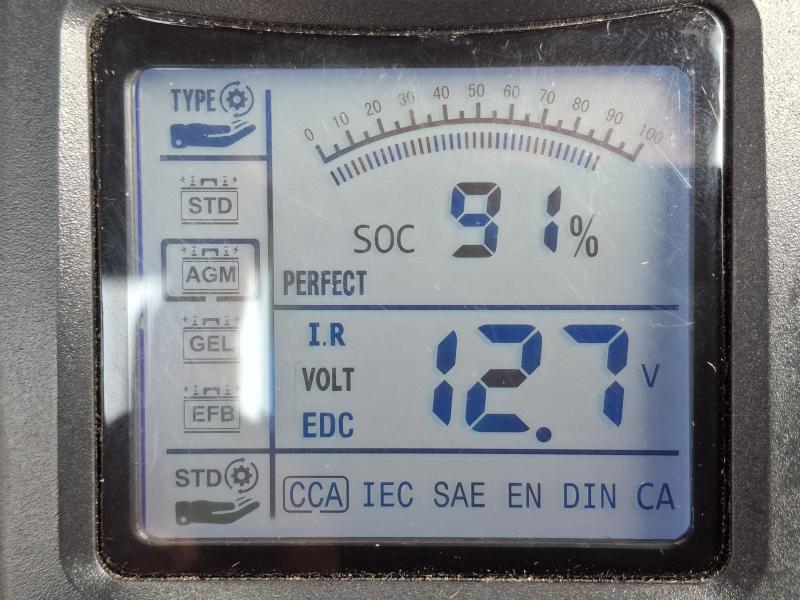 TYPE
0 10 20 30 40 50 60 70 80 90 100
STD
SOC 91%
AGM
PERFECT
GEL
I.R
VOLT 12.7 V
EFB
EDC
STD
CCA IEC SAE EN DIN CA